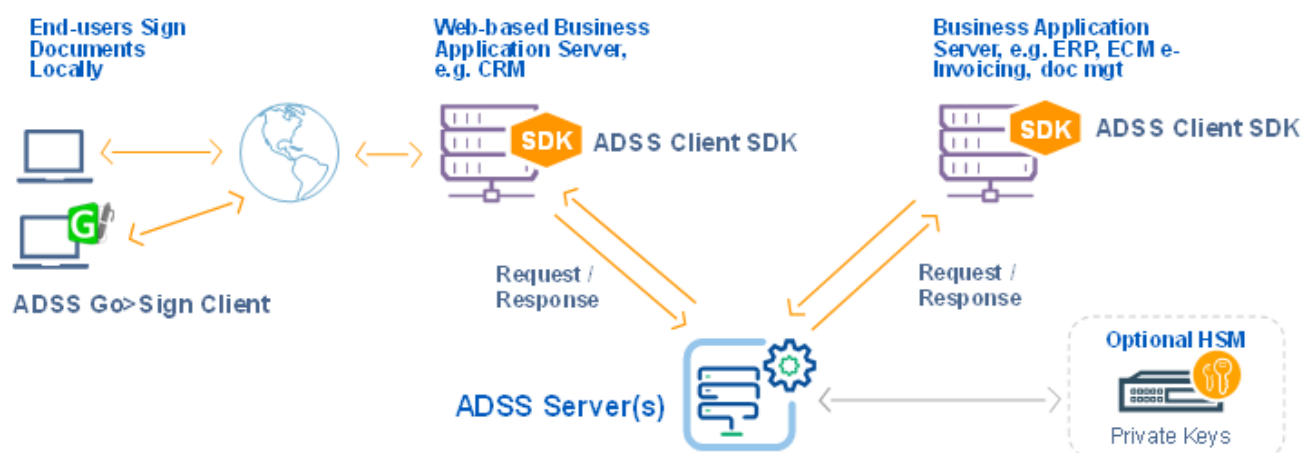 End-users Sign
Documents
Locally
Web-based Business
Application Server,
e.g. CRM
Business Application
Server, e.g. ERP, ECM e-
Invoicing, doc mgt
SDK
ADSS Client SDK
SDK
ADSS Client SDK
G
ADSS Go>Sign Client
Request /
Response
Request /
Response
Optional HSM
Private Keys
ADSS Server(s)